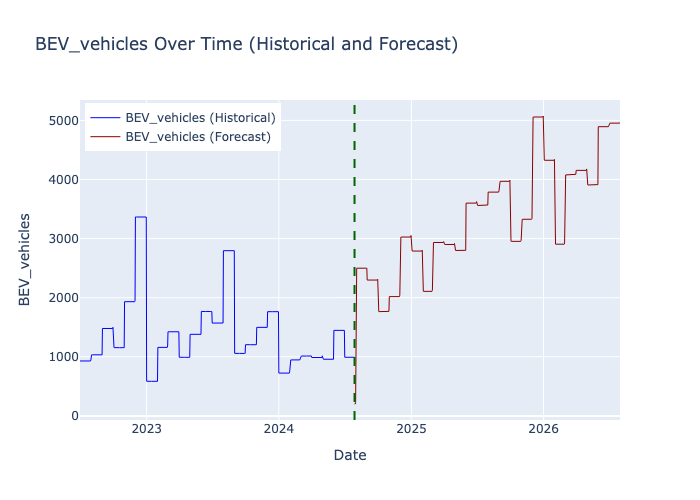 BEV_vehicles Over Time (Historical and Forecast)
BEV_vehicles (Historical)
BEV_vehicles (Forecast)
5000
4000
3000
2000
1000
0
BEV_vehicles
2023
2024
2025
2026
Date